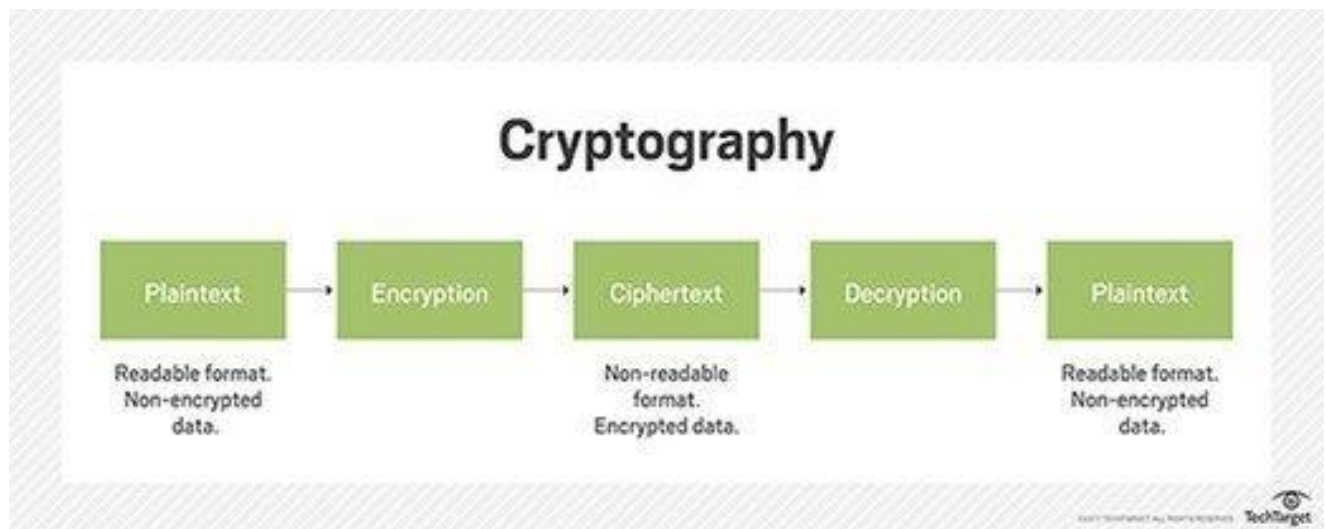 Cryptography
Plaintext
Encryption
Ciphertext
Decryption
Plaintext
Readable format.
Non-encrypted
data.
Non-readable
format.
Encrypted data.
Readable format.
Non-encrypted
data.
TechTarget